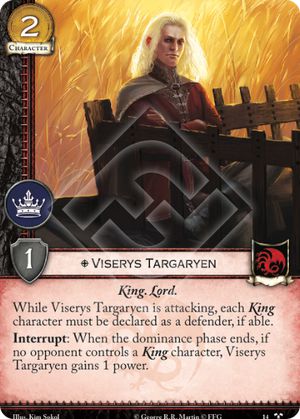 2
CHARACTER
1
VISERYS TARGARYEN
King. Lord.
While Viserys Targaryen is attacking, each King
character must be declared as a defender, if able.
Interrupt: When the dominance phase ends, if
no opponent controls a King character, Viserys
Targaryen gains 1 power.
Illus. Kim Sokol © George R.R. Martin © FFG 14